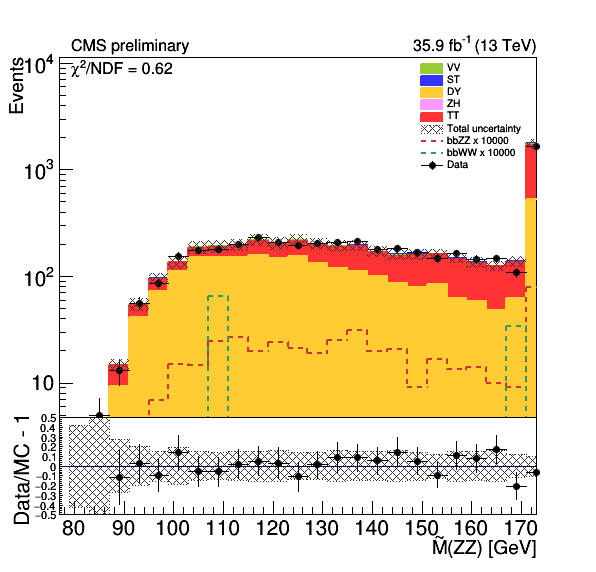 CMS preliminary 35.9 fb⁻¹ (13 TeV)
Events
10⁴
10³
10²
10
χ²/NDF = 0.62
VV
ST
DY
ZH
TT
Total uncertainty
bbZZ x 10000
bbWW x 10000
Data
Data/MC - 1
0.5
0.4
0.3
0.2
0.1
0
−0.1
−0.2
−0.3
−0.4
−0.5
80 90 100 110 120 130 140 150 160 170
M̃(ZZ) [GeV]